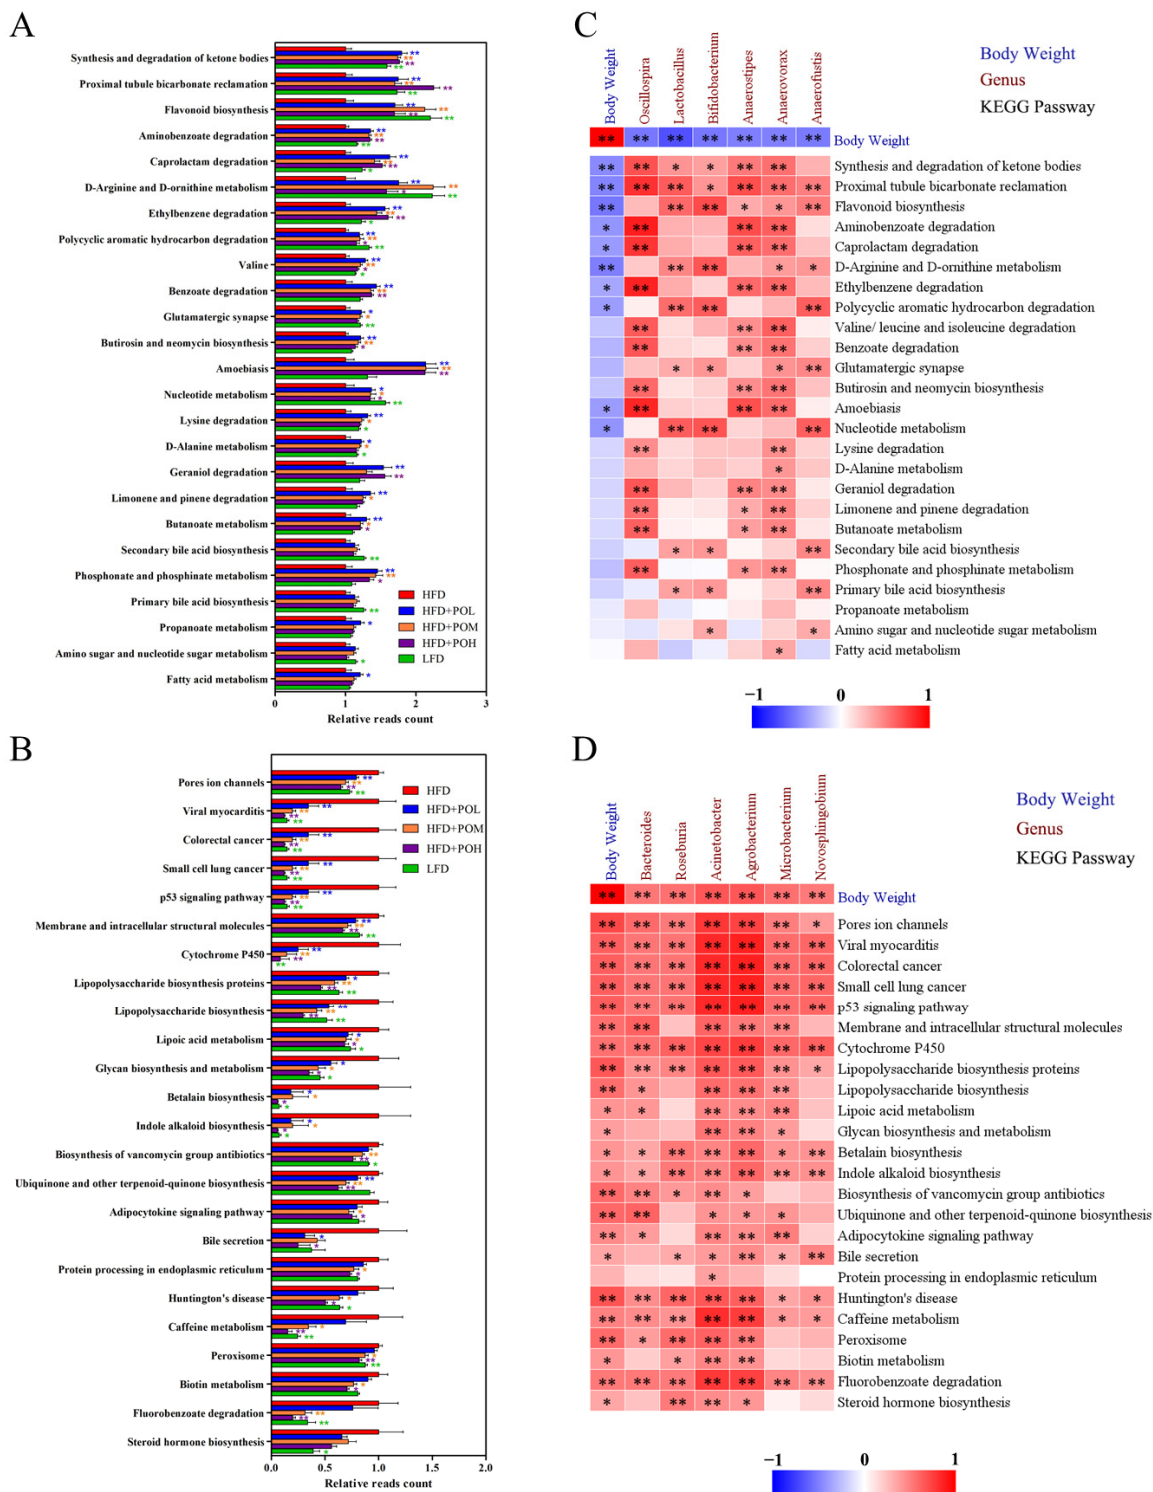 A
Synthesis and degradation of ketone bodies
Proximal tubule bicarbonate reclamation
Flavonoid biosynthesis
Aminobenzoate degradation
Caprolactam degradation
D-Arginine and D-ornithine metabolism
Ethylbenzene degradation
Polycyclic aromatic hydrocarbon degradation
Valine
Benzoate degradation
Glutamatergic synapse
Butirosin and neomycin biosynthesis
Amoebiasis
Nucleotide metabolism
Lysine degradation
D-Alanine metabolism
Geraniol degradation
Limonene and pinene degradation
Butanoate metabolism
Secondary bile acid biosynthesis
Phosphonate and phosphinate metabolism
Primary bile acid biosynthesis
Propanoate metabolism
Amino sugar and nucleotide sugar metabolism
Fatty acid metabolism
HFD
HFD+POL
HFD+POM
HFD+POH
LFD
0 1 2 3
Relative reads count
C
Body Weight
Oscillospira
Lactobacillus
Bifidobacterium
Anaerostipes
Anaerovorax
Anaerofustis
Body Weight
Genus
KEGG Passway
Body Weight
Synthesis and degradation of ketone bodies
Proximal tubule bicarbonate reclamation
Flavonoid biosynthesis
Aminobenzoate degradation
Caprolactam degradation
D-Arginine and D-ornithine metabolism
Ethylbenzene degradation
Polycyclic aromatic hydrocarbon degradation
Valine/ leucine and isoleucine degradation
Benzoate degradation
Glutamatergic synapse
Butirosin and neomycin biosynthesis
Amoebiasis
Nucleotide metabolism
Lysine degradation
D-Alanine metabolism
Geraniol degradation
Limonene and pinene degradation
Butanoate metabolism
Secondary bile acid biosynthesis
Phosphonate and phosphinate metabolism
Primary bile acid biosynthesis
Propanoate metabolism
Amino sugar and nucleotide sugar metabolism
Fatty acid metabolism
−1 0 1
B
Pores ion channels
Viral myocarditis
Colorectal cancer
Small cell lung cancer
p53 signaling pathway
Membrane and intracellular structural molecules
Cytochrome P450
Lipopolysaccharide biosynthesis proteins
Lipopolysaccharide biosynthesis
Lipoic acid metabolism
Glycan biosynthesis and metabolism
Betalain biosynthesis
Indole alkaloid biosynthesis
Biosynthesis of vancomycin group antibiotics
Ubiquinone and other terpenoid-quinone biosynthesis
Adipocytokine signaling pathway
Bile secretion
Protein processing in endoplasmic reticulum
Huntington's disease
Caffeine metabolism
Peroxisome
Biotin metabolism
Fluorobenzoate degradation
Steroid hormone biosynthesis
HFD
HFD+POL
HFD+POM
HFD+POH
LFD
0.0 0.5 1.0 1.5 2.0
Relative reads count
D
Body Weight
Bacteroides
Roseburia
Acinetobacter
Agrobacterium
Microbacterium
Novosphingobium
Body Weight
Genus
KEGG Passway
Body Weight
Pores ion channels
Viral myocarditis
Colorectal cancer
Small cell lung cancer
p53 signaling pathway
Membrane and intracellular structural molecules
Cytochrome P450
Lipopolysaccharide biosynthesis proteins
Lipopolysaccharide biosynthesis
Lipoic acid metabolism
Glycan biosynthesis and metabolism
Betalain biosynthesis
Indole alkaloid biosynthesis
Biosynthesis of vancomycin group antibiotics
Ubiquinone and other terpenoid-quinone biosynthesis
Adipocytokine signaling pathway
Bile secretion
Protein processing in endoplasmic reticulum
Huntington's disease
Caffeine metabolism
Peroxisome
Biotin metabolism
Fluorobenzoate degradation
Steroid hormone biosynthesis
−1 0 1